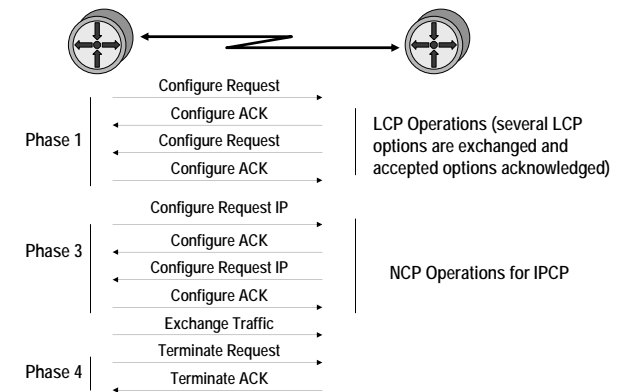 Configure Request
Configure ACK
Phase 1
Configure Request
Configure ACK
LCP Operations (several LCP
options are exchanged and
accepted options acknowledged)
Configure Request IP
Configure ACK
Phase 3
Configure Request IP
Configure ACK
NCP Operations for IPCP
Exchange Traffic
Terminate Request
Phase 4
Terminate ACK